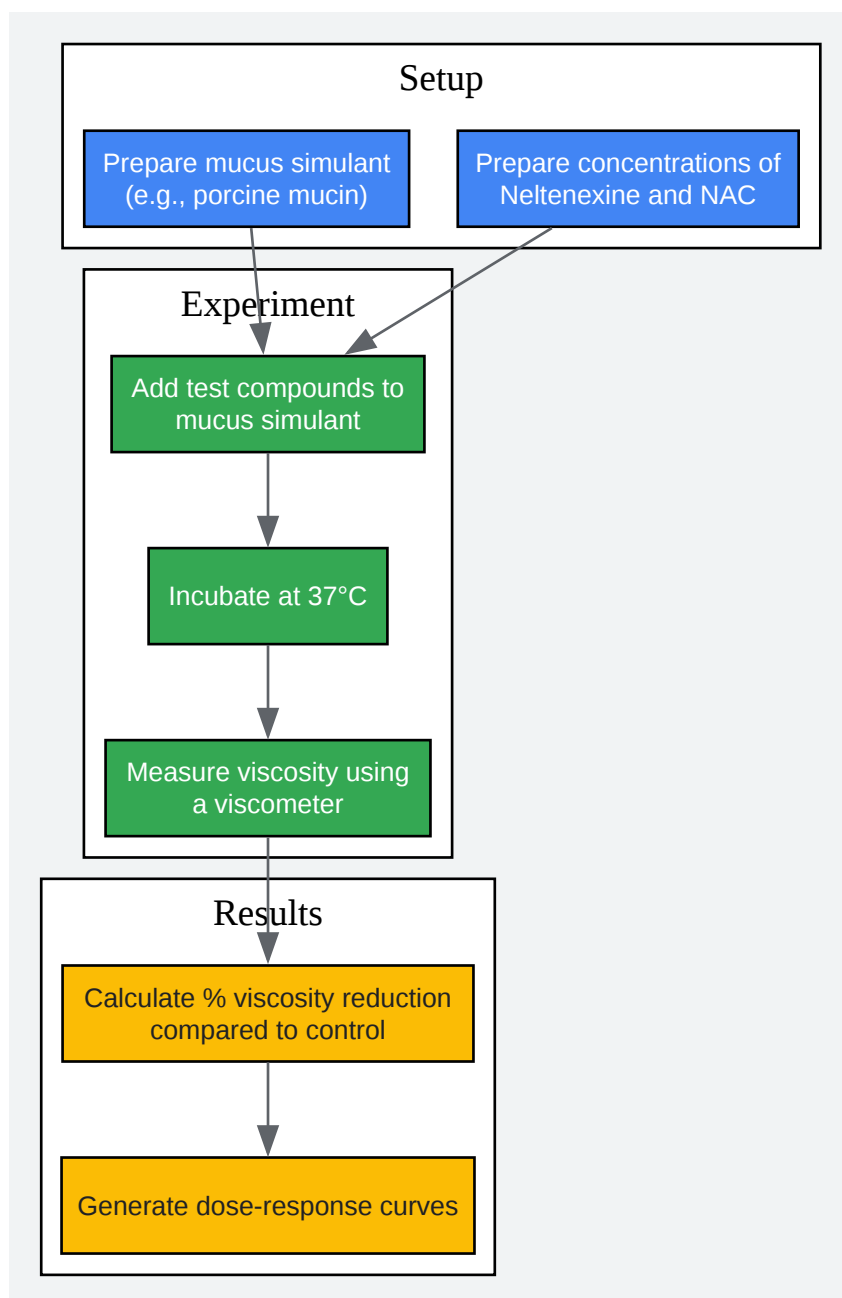 Setup
Prepare mucus simulant
(e.g., porcine mucin)
Prepare concentrations of
Neltenexine and NAC
Experiment
Add test compounds to
mucus simulant
Incubate at 37°C
Measure viscosity using
a viscometer
Results
Calculate % viscosity reduction
compared to control
Generate dose-response curves